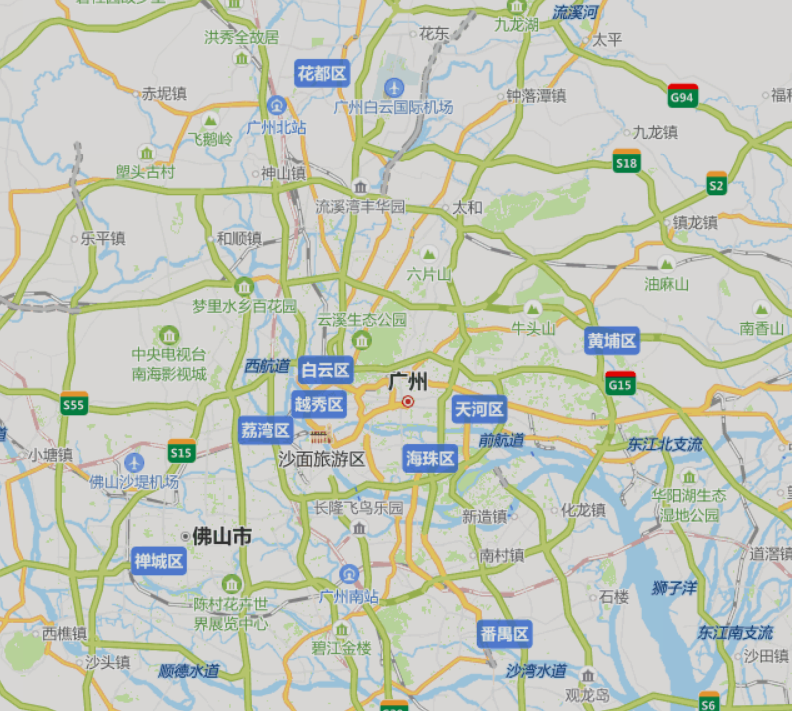 九龙湖
流溪河
花东
洪秀全故居
太平
花都区
赤坭镇
广州白云国际机场
钟落潭镇
G94
广州北站
飞鹅岭
九龙镇
塱头古村
神山镇
S18
S2
流溪湾丰华园
太和
镇龙镇
乐平镇
和顺镇
六片山
油麻山
梦里水乡百花园
云溪生态公园
牛头山
南香山
中央电视台
南海影视城
黄埔区
西航道
白云区
广州
G15
S55
越秀区
天河区
荔湾区
前航道
东江北支流
小塘镇
S15
沙面旅游区
海珠区
佛山沙堤机场
华阳湖生态
湿地公园
长隆飞鸟乐园
新造镇
化龙镇
佛山市
禅城区
南村镇
道滘镇
广州南站
狮子洋
陈村花卉世
界展览中心
石楼
西樵镇
番禺区
东江南支流
碧江金楼
沙头镇
顺德水道
沙湾水道
沙田镇
观龙岛
S6